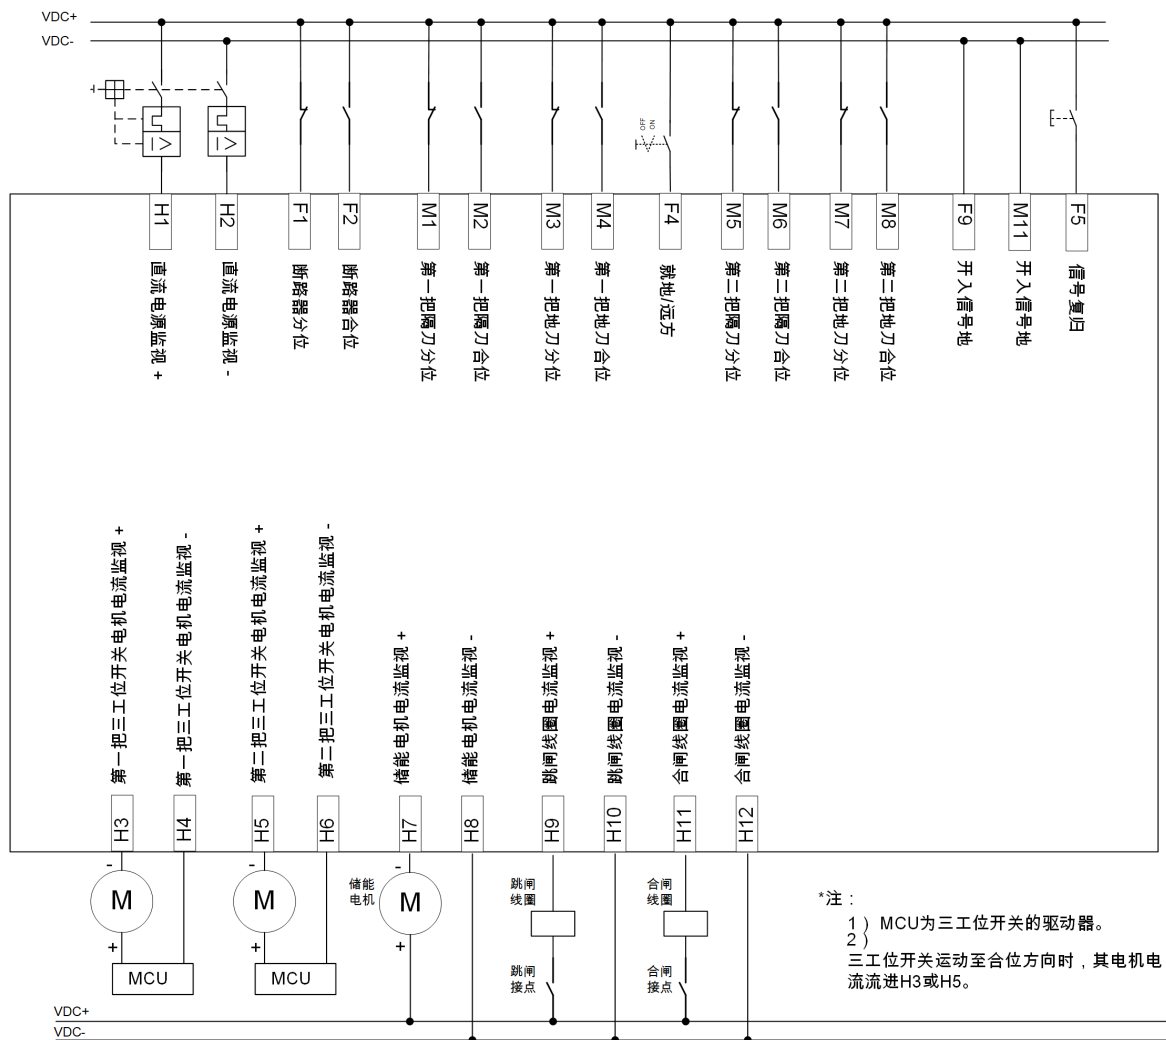 VDC+
VDC-
OFF
ON
H1
H2
F1
F2
M1
M2
M3
M4
F4
M5
M6
M7
M8
F9
M11
F5
直流电源监视 +
直流电源监视 -
断路器分位
断路器合位
第一把隔刀分位
第一把隔刀合位
第一把地刀分位
第一把地刀合位
就地/远方
第二把隔刀分位
第二把隔刀合位
第二把地刀分位
第二把地刀合位
开入信号地
开入信号地
信号复归
第一把三工位开关电机电流监视 +
第一把三工位开关电机电流监视 -
第二把三工位开关电机电流监视 +
第二把三工位开关电机电流监视 -
储能电机电流监视 +
储能电机电流监视 -
跳闸线圈电流监视 +
跳闸线圈电流监视 -
合闸线圈电流监视 +
合闸线圈电流监视 -
H3
H4
H5
H6
H7
H8
H9
H10
H11
H12
-
M
+
MCU
-
M
+
MCU
储能
电机
-
M
+
跳闸
线圈
跳闸
接点
合闸
线圈
合闸
接点
*注：
1） MCU为三工位开关的驱动器。
2）
三工位开关运动至合位方向时，其电机电
流流进H3或H5。
VDC+
VDC-